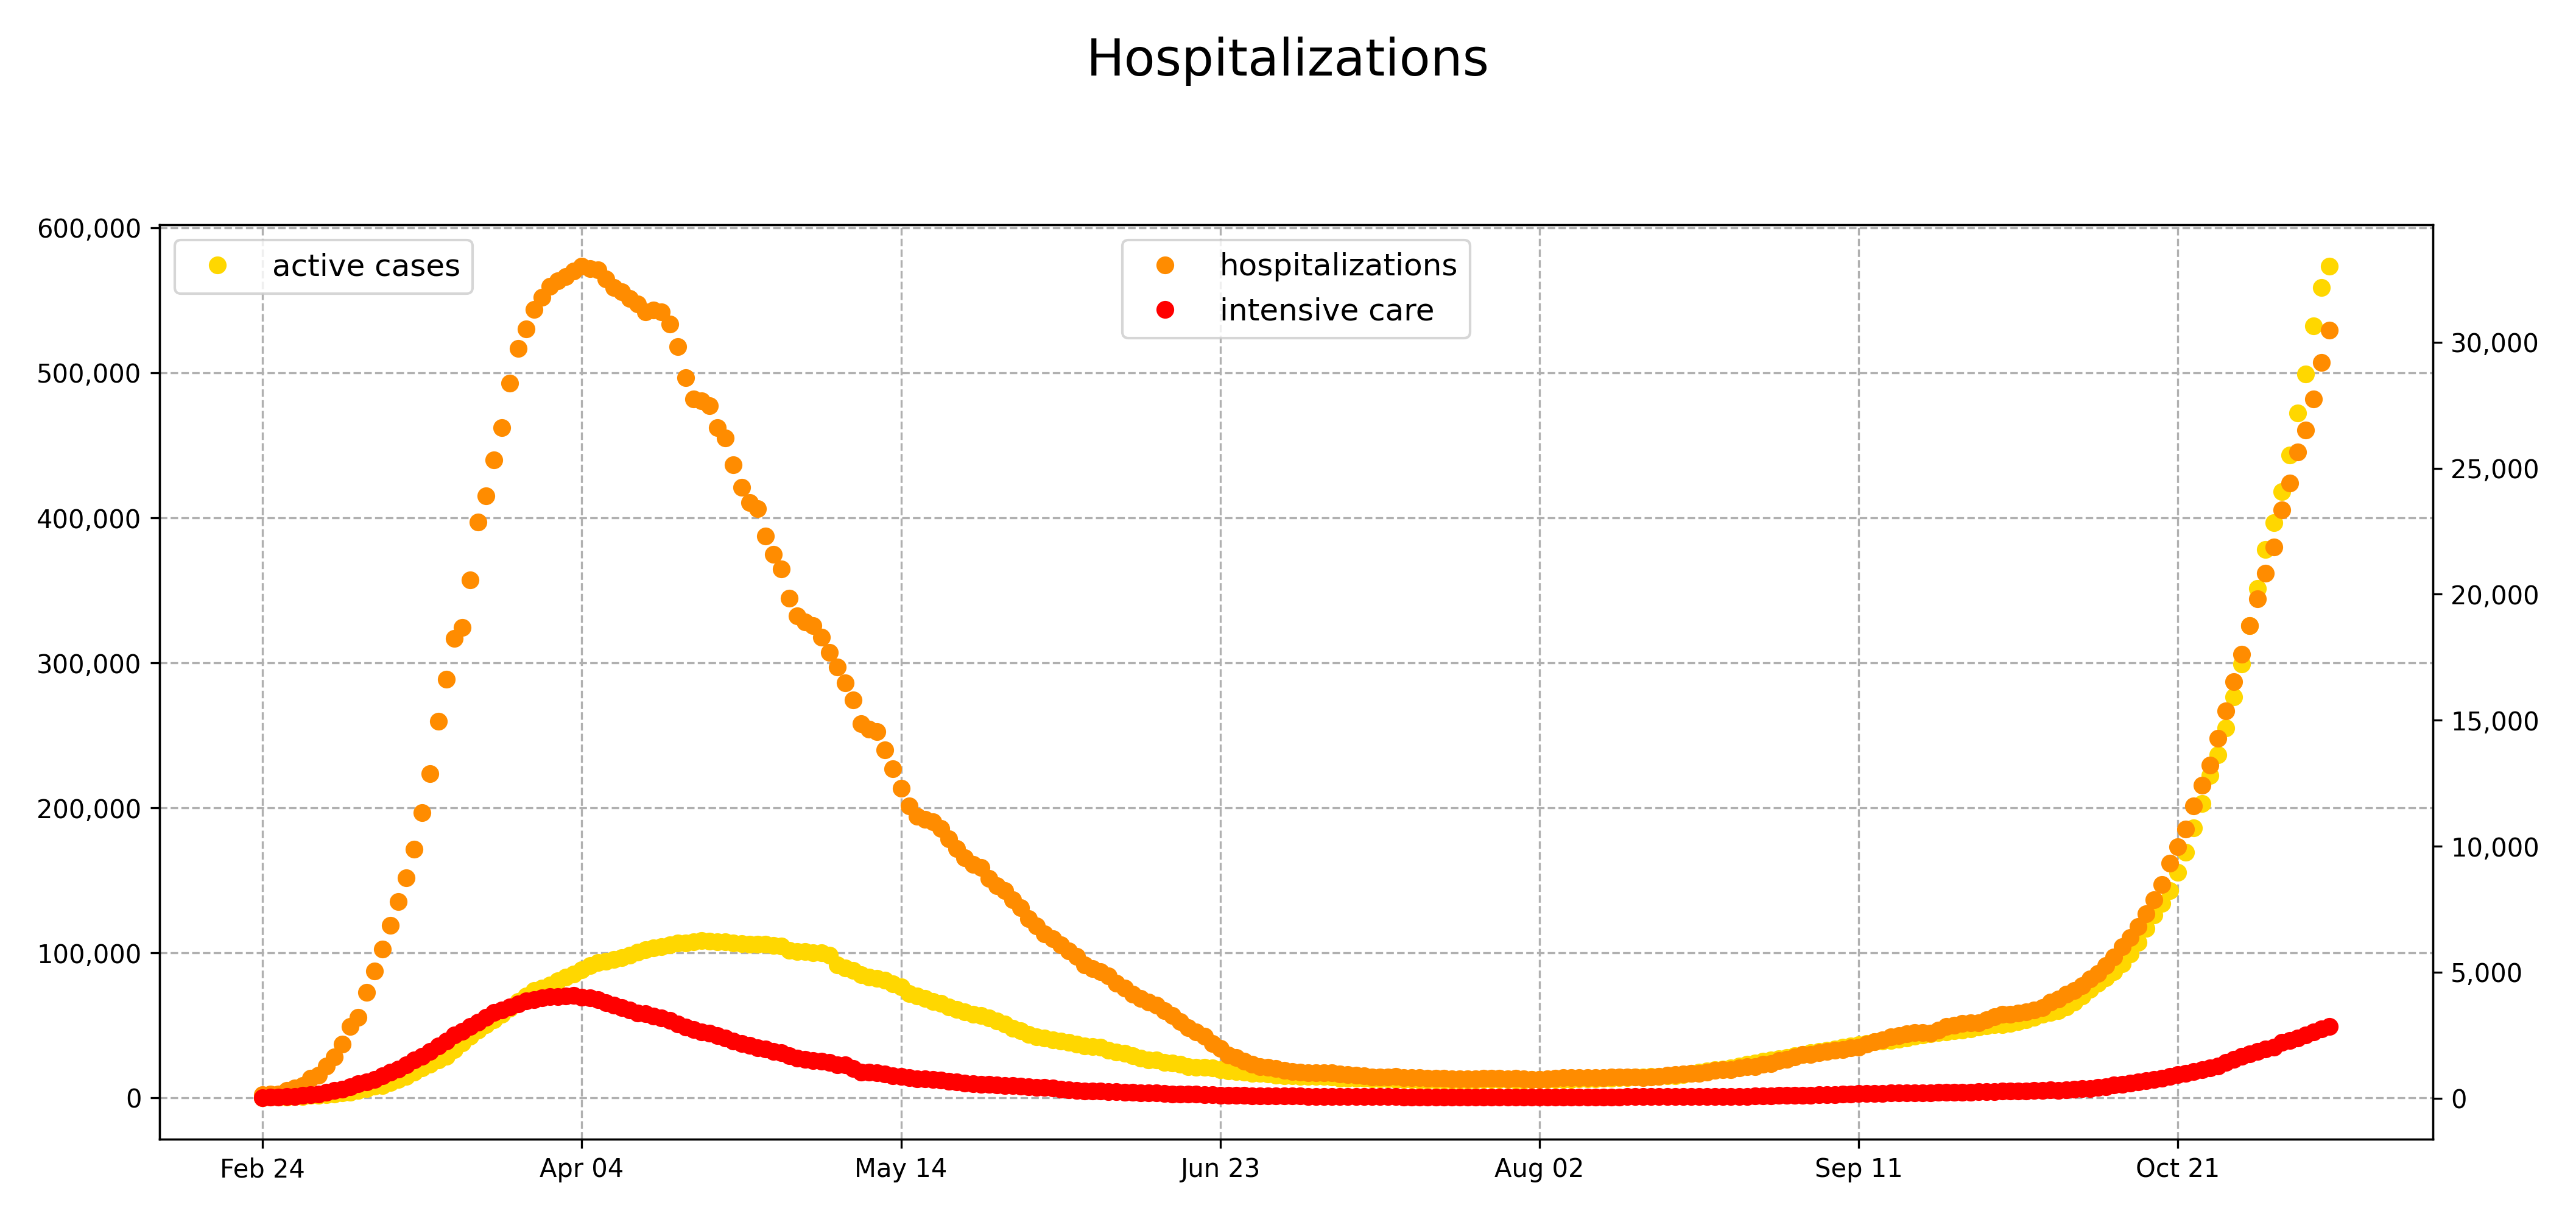 Hospitalizations
active cases
hospitalizations
intensive care
600,000
500,000
400,000
300,000
200,000
100,000
0
30,000
25,000
20,000
15,000
10,000
5,000
0
Feb 24
Apr 04
May 14
Jun 23
Aug 02
Sep 11
Oct 21